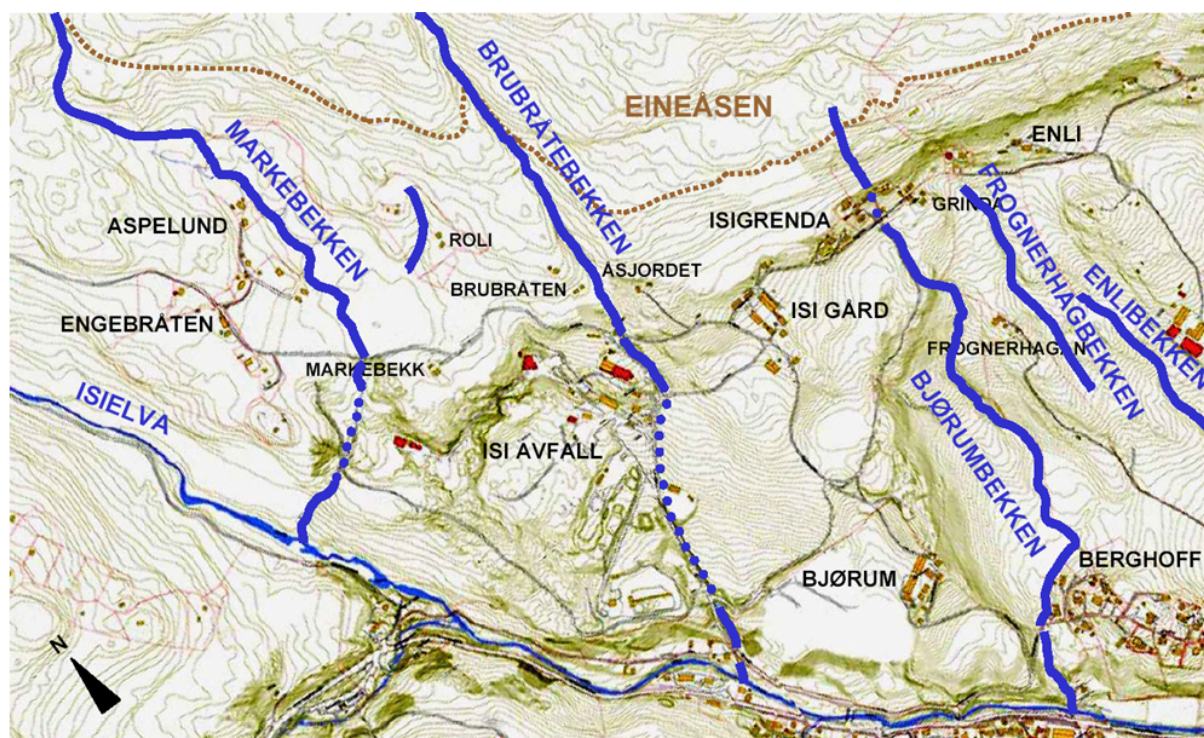 BRUBRÅTEBEKKEN
EINEÅSEN
MARKEBEKKEN
ENLI
FROGNERHAGBEKKEN
ASPELUND
ISIGRENDA
GRINDA
ROLI
ÅSJORDET
BRUBRÅTEN
ENLIBEKKEN
ENGEBRÅTEN
ISI GÅRD
FROGNERHAGAN
MARKEBEKK
ISIELVA
BJØRUMBEKKEN
ISI AVFALL
BERGHOFF
BJØRUM
N